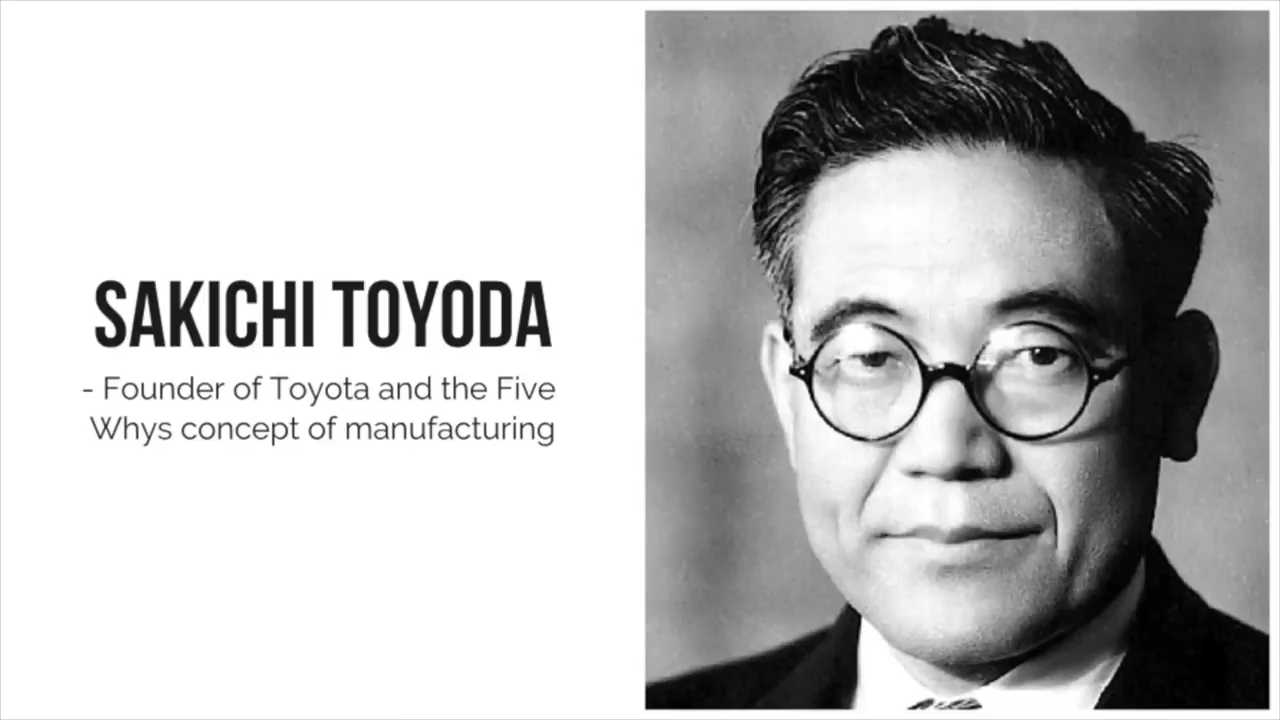 SAKICHI TOYODA
- Founder of Toyota and the Five
Whys concept of manufacturing